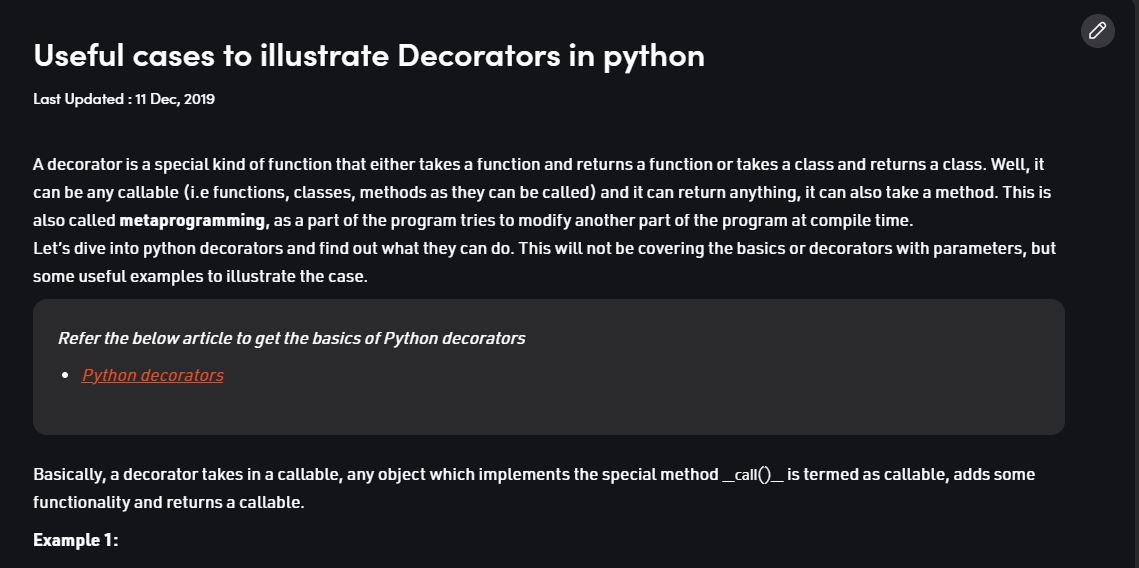 Useful cases to illustrate Decorators in python
Last Updated : 11 Dec, 2019
A decorator is a special kind of function that either takes a function and returns a function or takes a class and returns a class. Well, it
can be any callable (i.e functions, classes, methods as they can be called) and it can return anything, it can also take a method. This is
also called metaprogramming, as a part of the program tries to modify another part of the program at compile time.
Let’s dive into python decorators and find out what they can do. This will not be covering the basics or decorators with parameters, but
some useful examples to illustrate the case.
Refer the below article to get the basics of Python decorators
• Python decorators
Basically, a decorator takes in a callable, any object which implements the special method __call()__ is termed as callable, adds some
functionality and returns a callable.
Example 1: